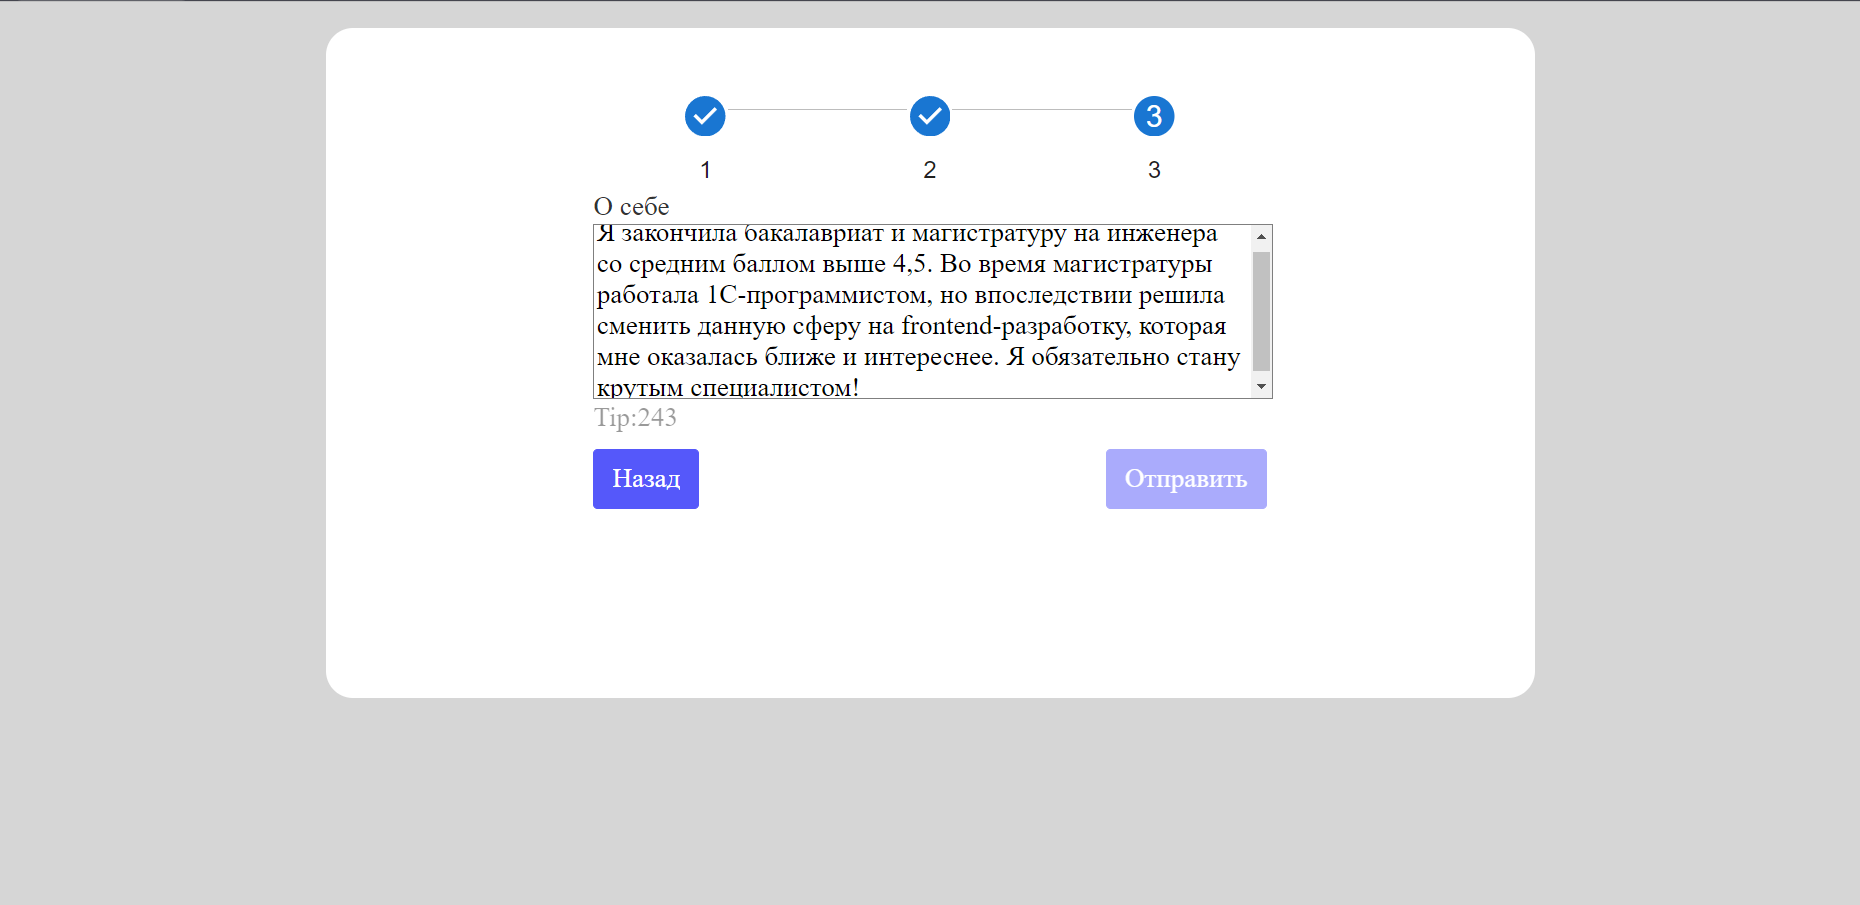 3
1
2
3
О себе
Я закончила бакалавриат и магистратуру на инженера
со средним баллом выше 4,5. Во время магистратуры
работала 1С-программистом, но впоследствии решила
сменить данную сферу на frontend-разработку, которая
мне оказалась ближе и интереснее. Я обязательно стану
крутым специалистом!
Tip:243
Назад
Отправить